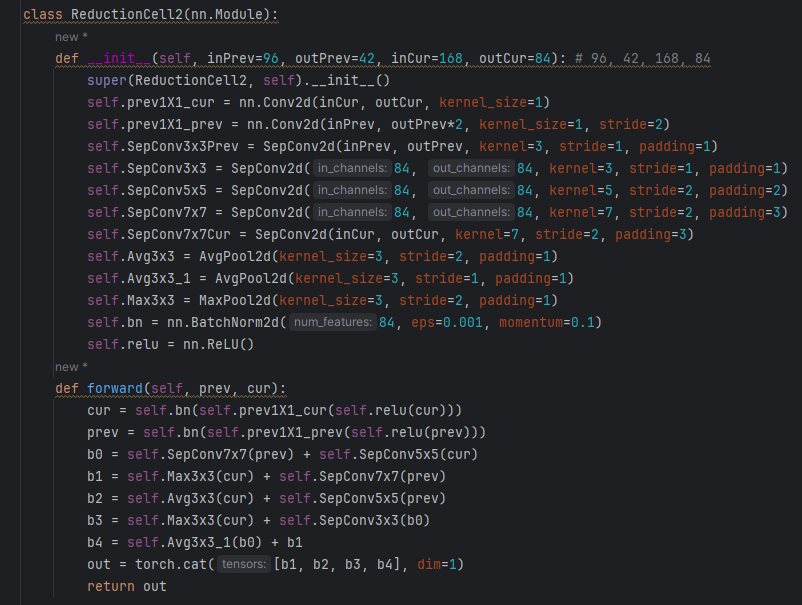 class ReductionCell2(nn.Module):
new *
def __init__(self, inPrev=96, outPrev=42, inCur=168, outCur=84): # 96, 42, 168, 84
super(ReductionCell2, self).__init__()
self.prev1X1_cur = nn.Conv2d(inCur, outCur, kernel_size=1)
self.prev1X1_prev = nn.Conv2d(inPrev, outPrev*2, kernel_size=1, stride=2)
self.SepConv3x3Prev = SepConv2d(inPrev, outPrev, kernel=3, stride=1, padding=1)
self.SepConv3x3 = SepConv2d( in_channels: 84, out_channels: 84, kernel=3, stride=1, padding=1)
self.SepConv5x5 = SepConv2d( in_channels: 84, out_channels: 84, kernel=5, stride=2, padding=2)
self.SepConv7x7 = SepConv2d( in_channels: 84, out_channels: 84, kernel=7, stride=2, padding=3)
self.SepConv7x7Cur = SepConv2d(inCur, outCur, kernel=7, stride=2, padding=3)
self.Avg3x3 = AvgPool2d(kernel_size=3, stride=2, padding=1)
self.Avg3x3_1 = AvgPool2d(kernel_size=3, stride=1, padding=1)
self.Max3x3 = MaxPool2d(kernel_size=3, stride=2, padding=1)
self.bn = nn.BatchNorm2d( num_features: 84, eps=0.001, momentum=0.1)
self.relu = nn.ReLU()
new *
def forward(self, prev, cur):
cur = self.bn(self.prev1X1_cur(self.relu(cur)))
prev = self.bn(self.prev1X1_prev(self.relu(prev)))
b0 = self.SepConv7x7(prev) + self.SepConv5x5(cur)
b1 = self.Max3x3(cur) + self.SepConv7x7(prev)
b2 = self.Avg3x3(cur) + self.SepConv5x5(prev)
b3 = self.Max3x3(cur) + self.SepConv3x3(b0)
b4 = self.Avg3x3_1(b0) + b1
out = torch.cat( tensors: [b1, b2, b3, b4], dim=1)
return out